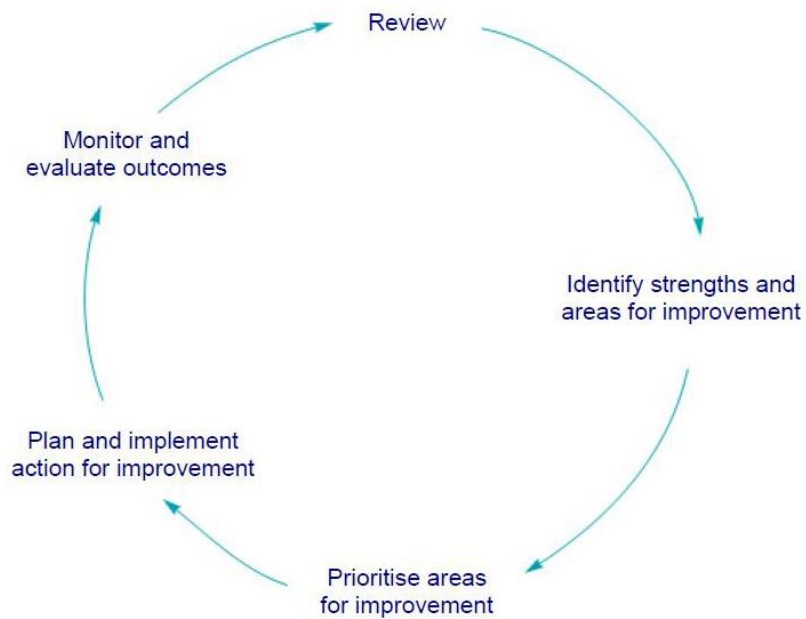 Review
Identify strengths and
areas for improvement
Prioritise areas
for improvement
Plan and implement
action for improvement
Monitor and
evaluate outcomes